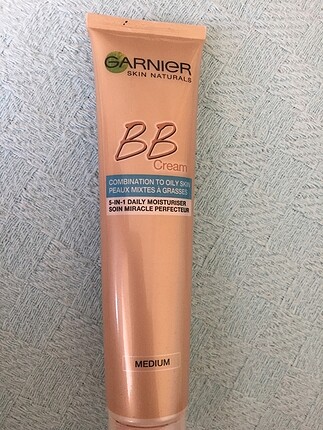 GARNIER
SKIN NATURALS
BB
Cream
COMBINATION TO OILY SKIN
PEAUX MIXTES À GRASSES
5-IN-1 DAILY MOISTURISER
SOIN MIRACLE PERFECTEUR
MEDIUM